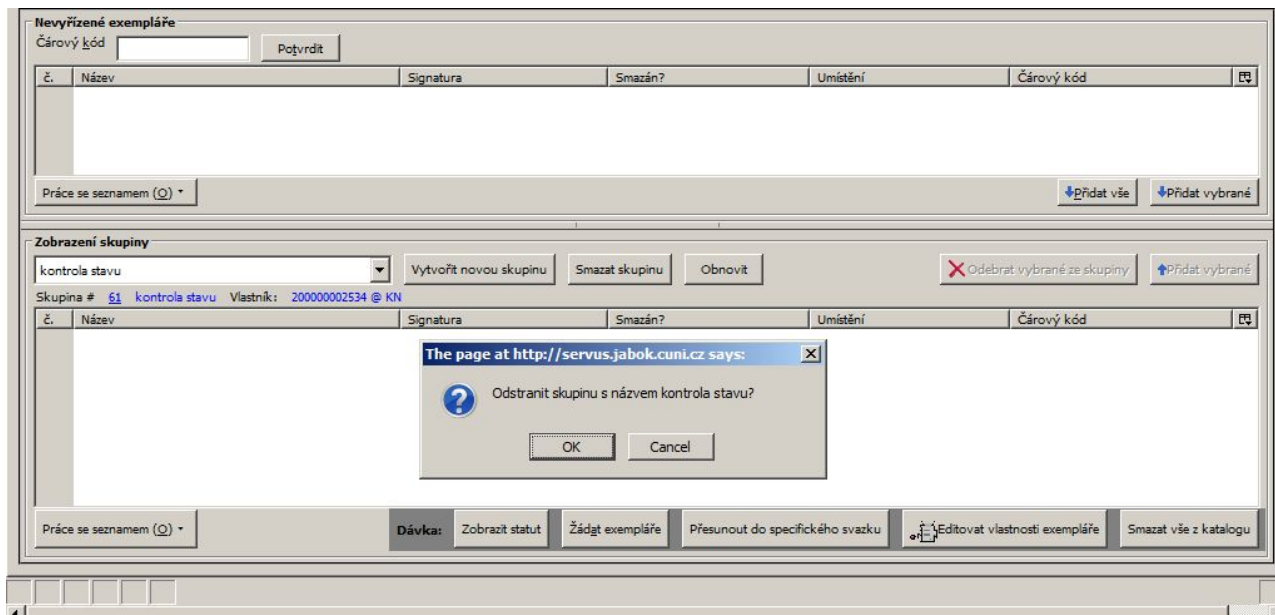 Nevyřízené exempláře
Čárový kód Potvrdit
č. Název Signatura Smazán? Umístění Čárový kód
Práce se seznamem (O) Přidat vše Přidat vybrané
Zobrazení skupiny
kontrola stavu Vytvořit novou skupinu Smazat skupinu Obnovit Odebrat vybrané ze skupiny Přidat vybrané
Skupina # 61 kontrola stavu Vlastník: 200000002534 @ KN
č. Název Signatura Smazán? Umístění Čárový kód
The page at http://servus.jabok.cuni.cz says:
Odstranit skupinu s názvem kontrola stavu?
OK Cancel
Práce se seznamem (O) Dávka: Zobrazit statut Žádat exempláře Přesunout do specifického svazku Editovat vlastnosti exempláře Smazat vše z katalogu